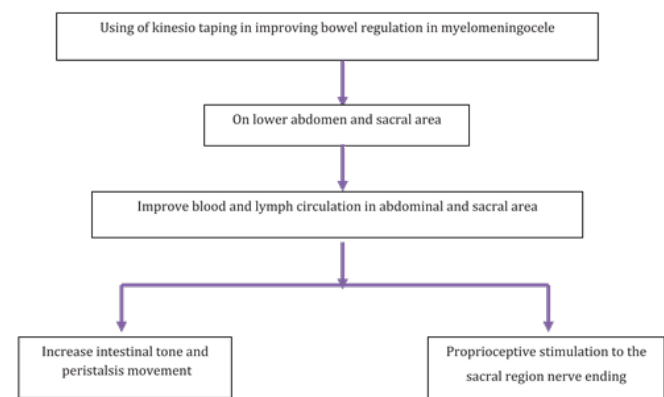 Using of kinesio taping in improving bowel regulation in myelomeningocele
On lower abdomen and sacral area
Improve blood and lymph circulation in abdominal and sacral area
Increase intestinal tone and
peristalsis movement
Proprioceptive stimulation to the
sacral region nerve ending